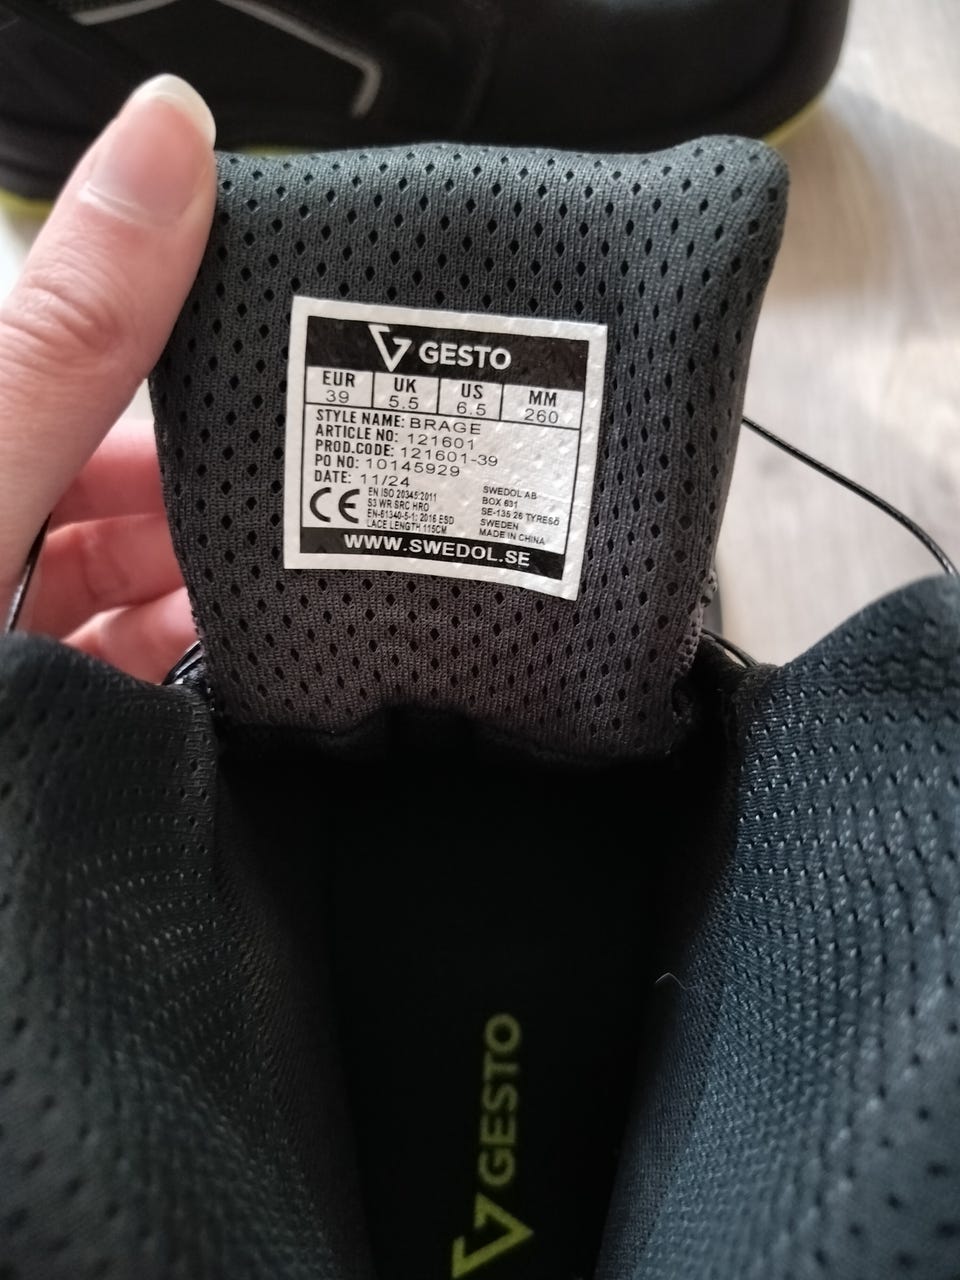 GESTO
EUR UK US MM
39 5.5 6.5 260
STYLE NAME: BRAGE
ARTICLE NO: 121601
PROD.CODE: 121601-39
PO NO: 10145929
DATE: 11/24
CE
EN ISO 20345:2011
S3 WR SRC HRO
EN-61340-5-1: 2016 ESD
LACE LENGTH 115CM
SWEDOL AB
BOX 631
SE-135 26 TYRESÖ
SWEDEN
MADE IN CHINA
WWW.SWEDOL.SE
GESTO